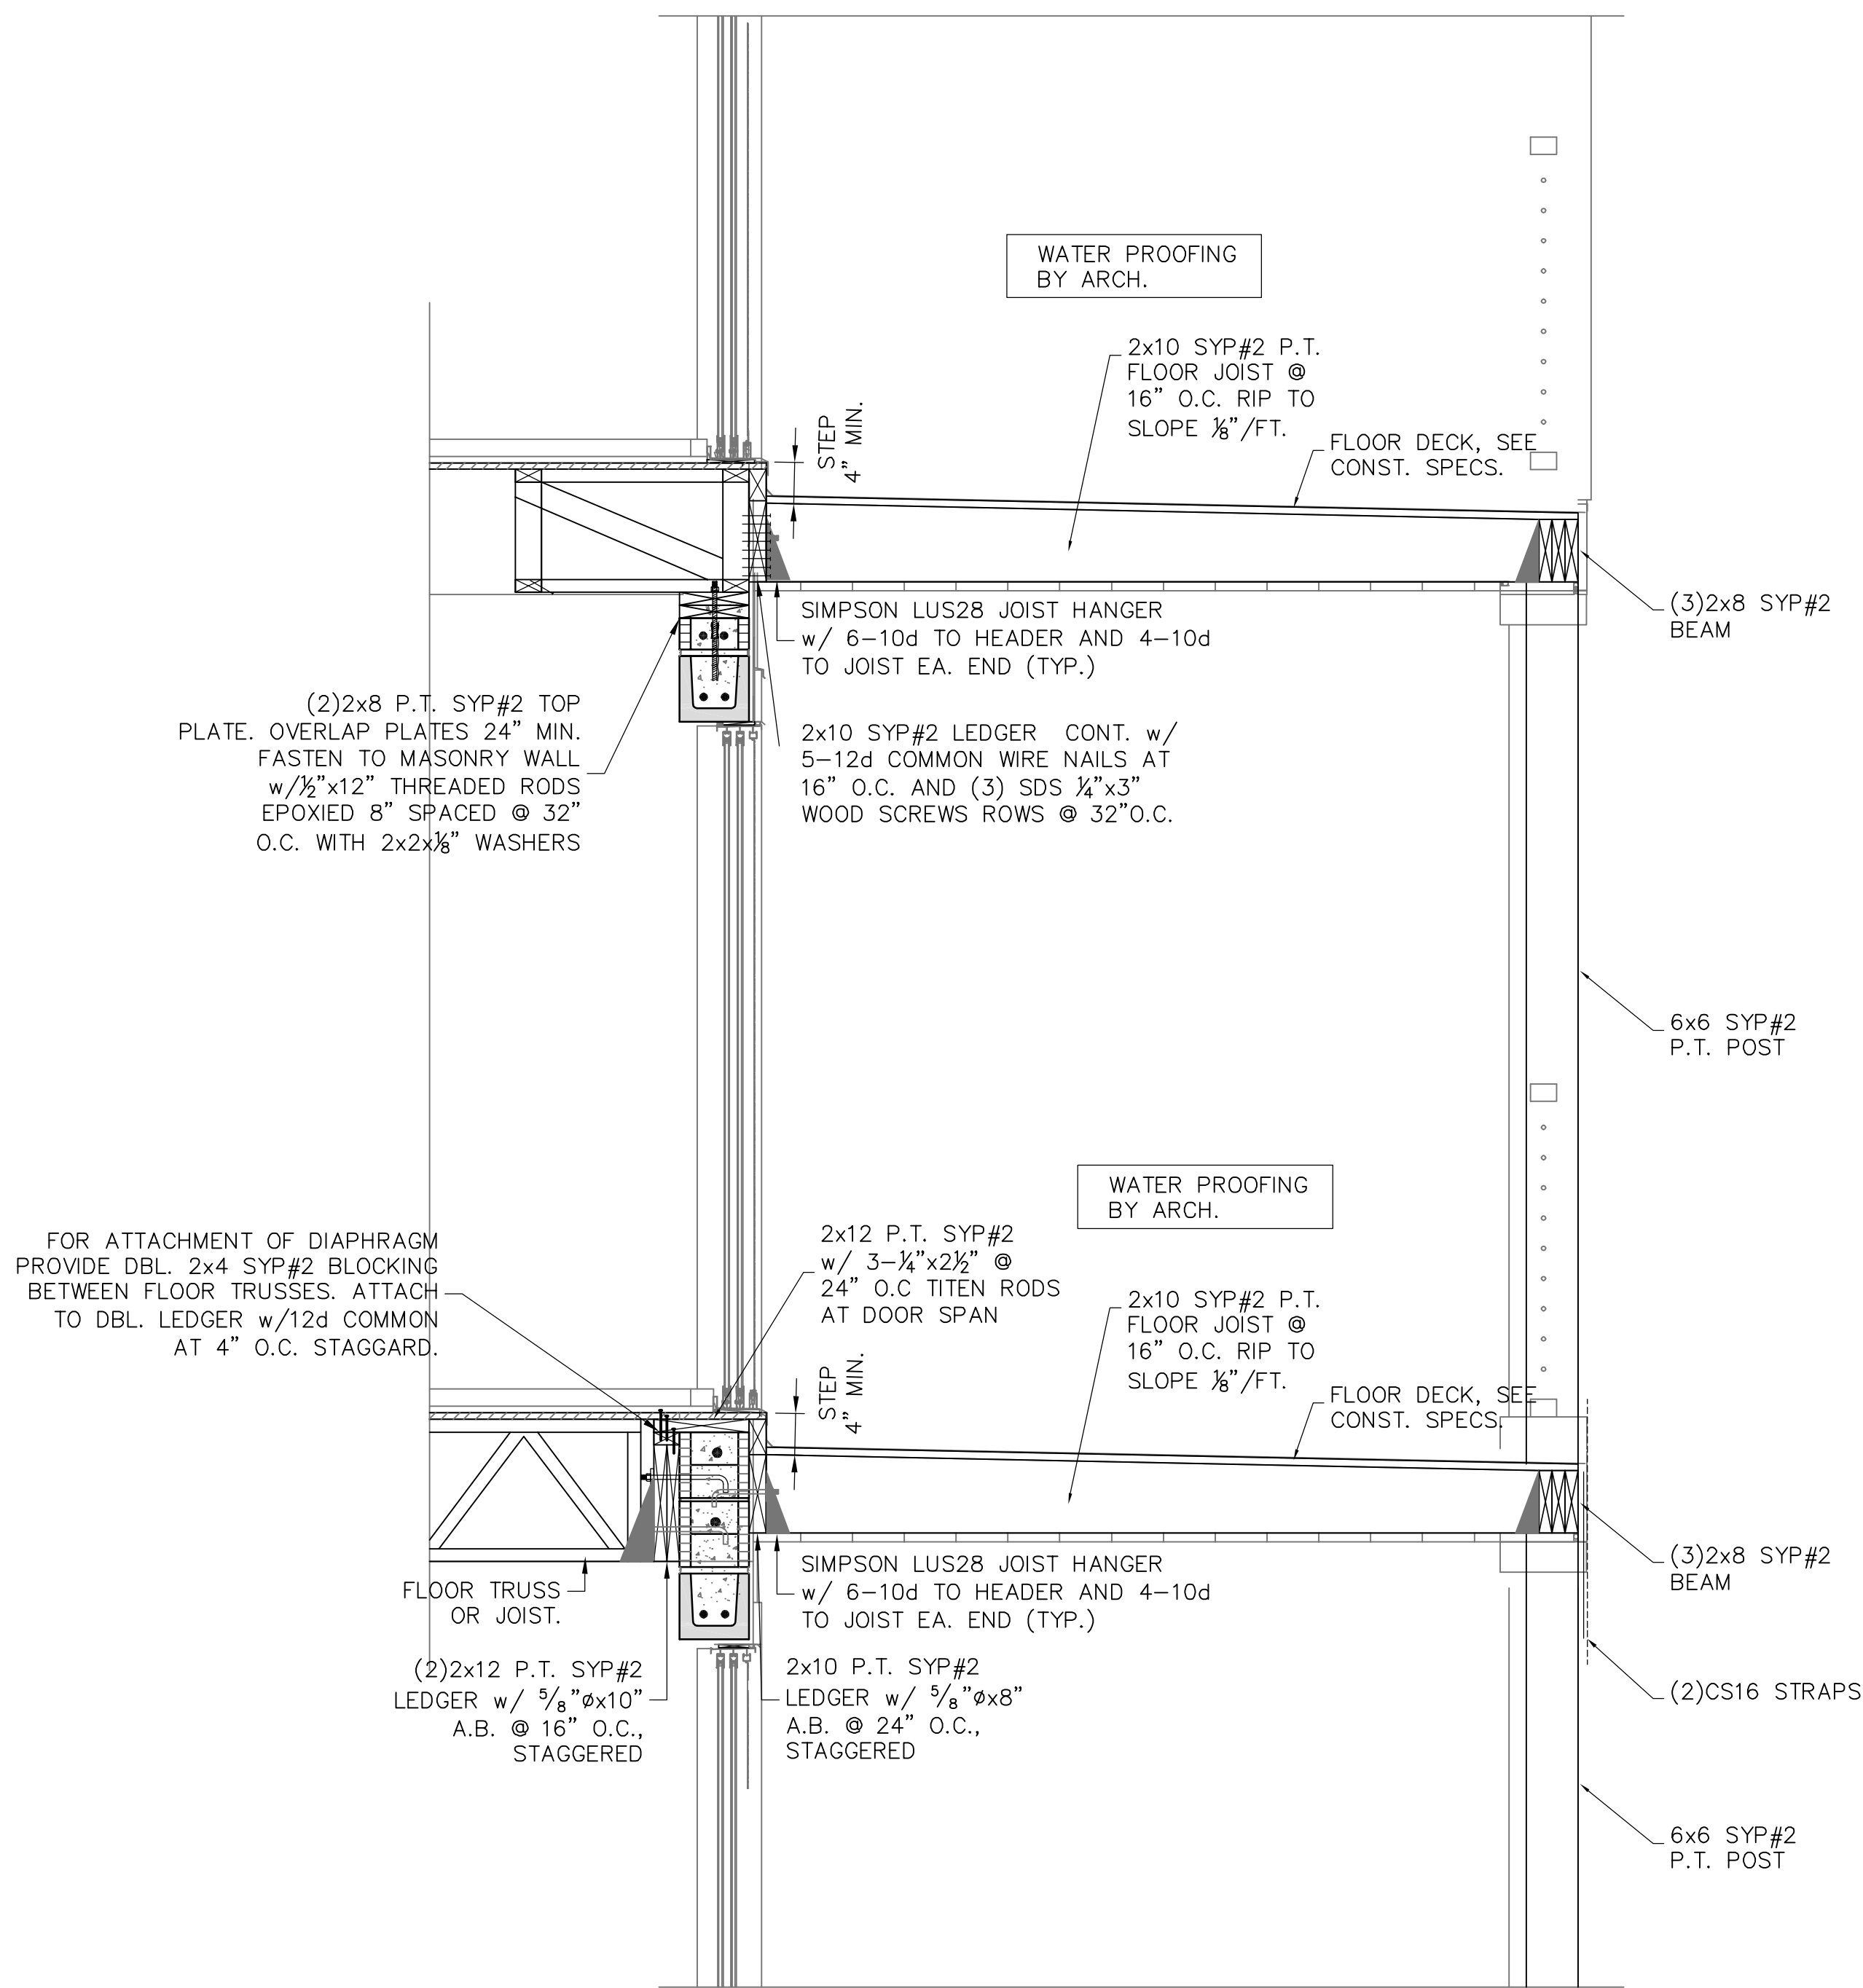 WATER PROOFING
BY ARCH.
2x10 SYP#2 P.T.
FLOOR JOIST @
16” O.C. RIP TO
SLOPE ⅛”/FT.
STEP
4” MIN.
FLOOR DECK, SEE
CONST. SPECS.
SIMPSON LUS28 JOIST HANGER
w/ 6-10d TO HEADER AND 4-10d
TO JOIST EA. END (TYP.)
(3)2x8 SYP#2
BEAM
(2)2x8 P.T. SYP#2 TOP
PLATE. OVERLAP PLATES 24” MIN.
FASTEN TO MASONRY WALL
w/½”x12” THREADED RODS
EPOXIED 8” SPACED @ 32”
O.C. WITH 2x2x⅛” WASHERS
2x10 SYP#2 LEDGER CONT. w/
5-12d COMMON WIRE NAILS AT
16” O.C. AND (3) SDS ¼”x3”
WOOD SCREWS ROWS @ 32”O.C.
6x6 SYP#2
P.T. POST
WATER PROOFING
BY ARCH.
FOR ATTACHMENT OF DIAPHRAGM
PROVIDE DBL. 2x4 SYP#2 BLOCKING
BETWEEN FLOOR TRUSSES. ATTACH
TO DBL. LEDGER w/12d COMMON
AT 4” O.C. STAGGARD.
2x12 P.T. SYP#2
w/ 3-¼”x2½” @
24” O.C TITEN RODS
AT DOOR SPAN
2x10 SYP#2 P.T.
FLOOR JOIST @
16” O.C. RIP TO
SLOPE ⅛”/FT.
STEP
4” MIN.
FLOOR DECK, SEE
CONST. SPECS.
FLOOR TRUSS
OR JOIST.
SIMPSON LUS28 JOIST HANGER
w/ 6-10d TO HEADER AND 4-10d
TO JOIST EA. END (TYP.)
(3)2x8 SYP#2
BEAM
(2)2x12 P.T. SYP#2
LEDGER w/ ⅝”øx10”
A.B. @ 16” O.C.,
STAGGERED
2x10 P.T. SYP#2
LEDGER w/ ⅝”øx8”
A.B. @ 24” O.C.,
STAGGERED
(2)CS16 STRAPS
6x6 SYP#2
P.T. POST